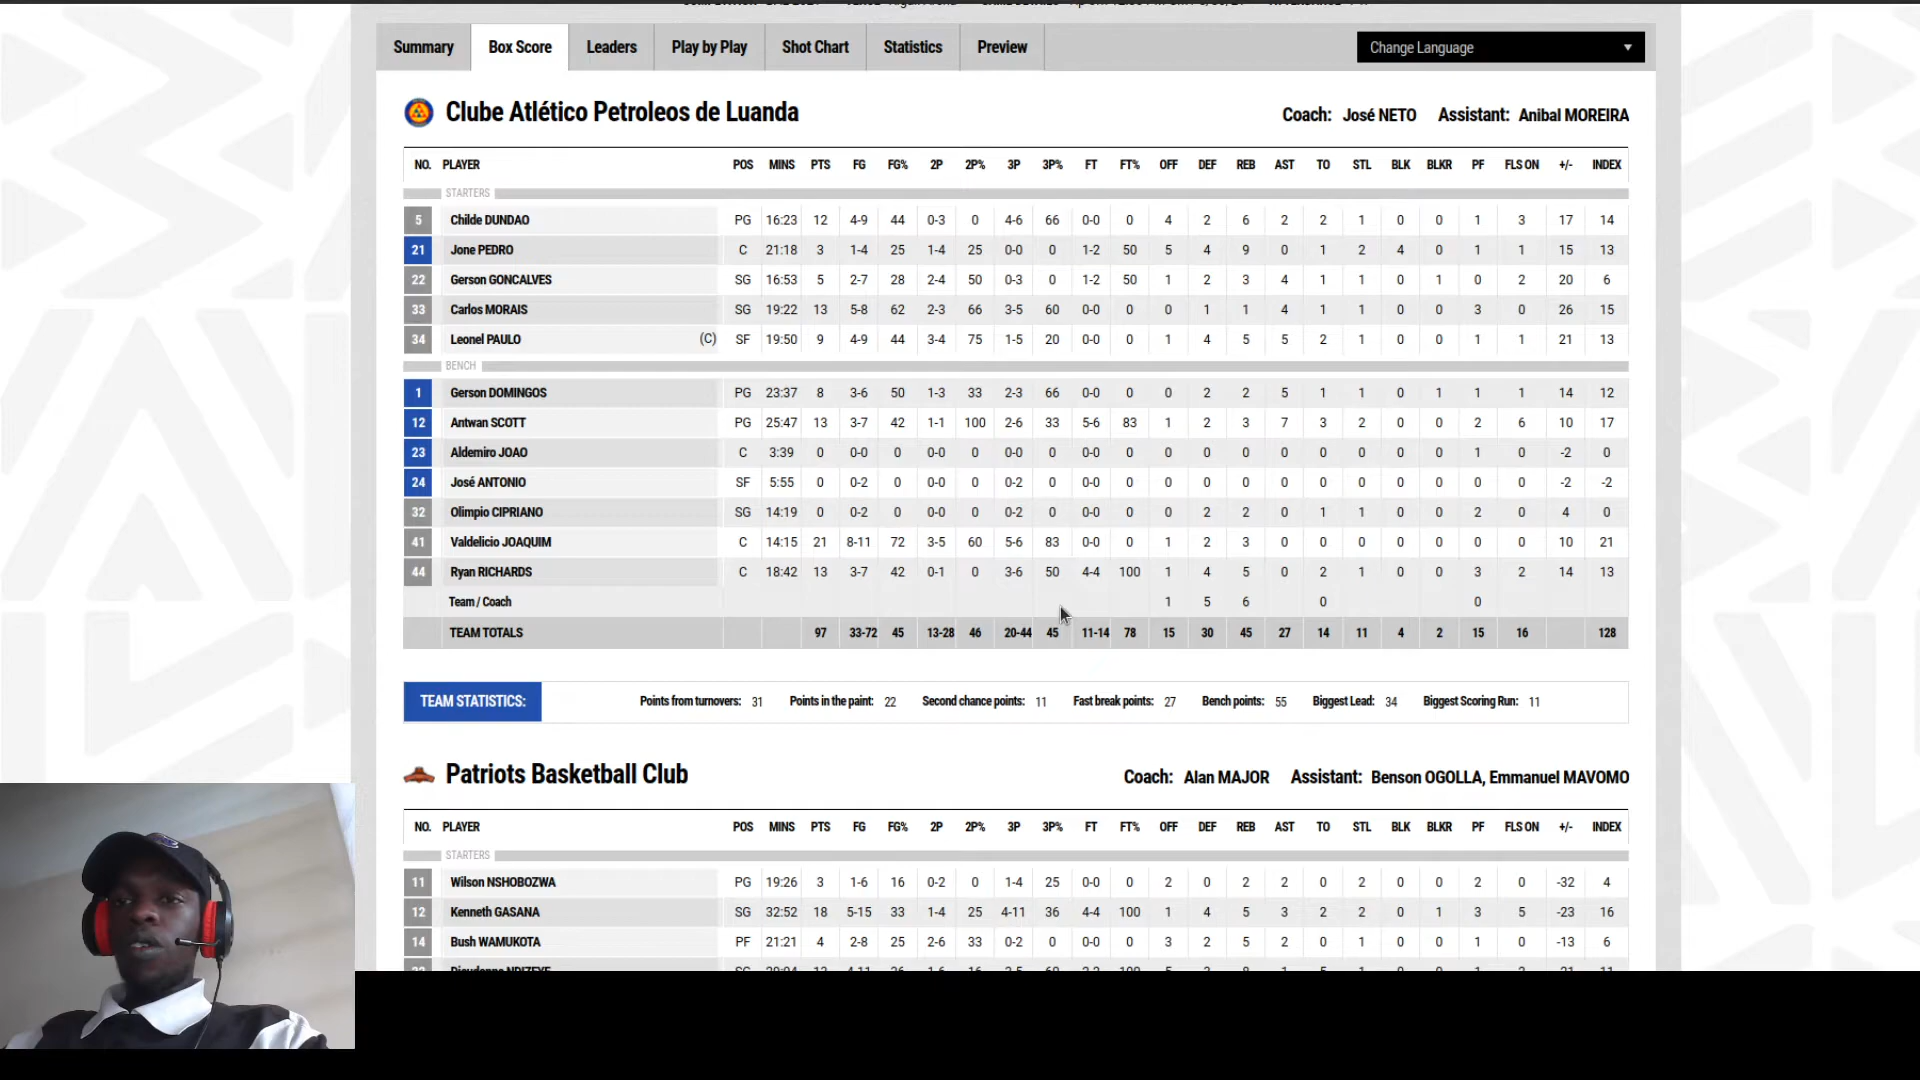 Summary Box Score Leaders Play by Play Shot Chart Statistics Preview Change Language
Clube Atlético Petroleos de Luanda Coach: José NETO Assistant: Anibal MOREIRA
NO. PLAYER POS MINS PTS FG FG% 2P 2P% 3P 3P% FT FT% OFF DEF REB AST TO STL BLK BLKR PF FLS ON +/- INDEX
STARTERS
5 Childe DUNDAO PG 16:23 12 4-9 44 0-3 0 4-6 66 0-0 0 4 2 6 2 2 1 0 0 1 3 17 14
21 Jone PEDRO C 21:18 3 1-4 25 1-4 25 0-0 0 1-2 50 5 4 9 0 1 2 4 0 1 1 15 13
22 Gerson GONCALVES SG 16:53 5 2-7 28 2-4 50 0-3 0 1-2 50 1 2 3 4 1 1 0 1 0 2 20 6
33 Carlos MORAIS SG 19:22 13 5-8 62 2-3 66 3-5 60 0-0 0 0 1 1 4 1 1 0 0 3 0 26 15
34 Leonel PAULO (C) SF 19:50 9 4-9 44 3-4 75 1-5 20 0-0 0 1 4 5 5 2 1 0 0 1 1 21 13
BENCH
1 Gerson DOMINGOS PG 23:37 8 3-6 50 1-3 33 2-3 66 0-0 0 0 2 2 5 1 1 0 1 1 1 14 12
12 Antwan SCOTT PG 25:47 13 3-7 42 1-1 100 2-6 33 5-6 83 1 2 3 7 3 2 0 0 2 6 10 17
23 Aldemiro JOAO C 3:39 0 0-0 0 0-0 0 0-0 0 0-0 0 0 0 0 0 0 0 0 0 1 0 -2 0
24 José ANTONIO SF 5:55 0 0-2 0 0-0 0 0-2 0 0-0 0 0 0 0 0 0 0 0 0 0 0 -2 -2
32 Olimpio CIPRIANO SG 14:19 0 0-2 0 0-0 0 0-2 0 0-0 0 0 2 2 0 1 1 0 0 2 0 4 0
41 Valdelicio JOAQUIM C 14:15 21 8-11 72 3-5 60 5-6 83 0-0 0 1 2 3 0 0 0 0 0 0 0 10 21
44 Ryan RICHARDS C 18:42 13 3-7 42 0-1 0 3-6 50 4-4 100 1 4 5 0 2 1 0 0 3 2 14 13
Team / Coach 1 5 6 0 0
TEAM TOTALS 97 33-72 45 13-28 46 20-44 45 11-14 78 15 30 45 27 14 11 4 2 15 16 128
TEAM STATISTICS: Points from turnovers: 31 Points in the paint: 22 Second chance points: 11 Fast break points: 27 Bench points: 55 Biggest Lead: 34 Biggest Scoring Run: 11
Patriots Basketball Club Coach: Alan MAJOR Assistant: Benson OGOLLA, Emmanuel MAVOMO
NO. PLAYER POS MINS PTS FG FG% 2P 2P% 3P 3P% FT FT% OFF DEF REB AST TO STL BLK BLKR PF FLS ON +/- INDEX
STARTERS
11 Wilson NSHOBOZWA PG 19:26 3 1-6 16 0-2 0 1-4 25 0-0 0 2 0 2 2 0 2 0 0 2 0 -32 4
12 Kenneth GASANA SG 32:52 18 5-15 33 1-4 25 4-11 36 4-4 100 1 4 5 3 2 2 0 1 3 5 -23 16
14 Bush WAMUKOTA PF 21:21 4 2-8 25 2-6 33 0-2 0 0-0 0 3 2 5 2 0 1 0 0 1 0 -13 6